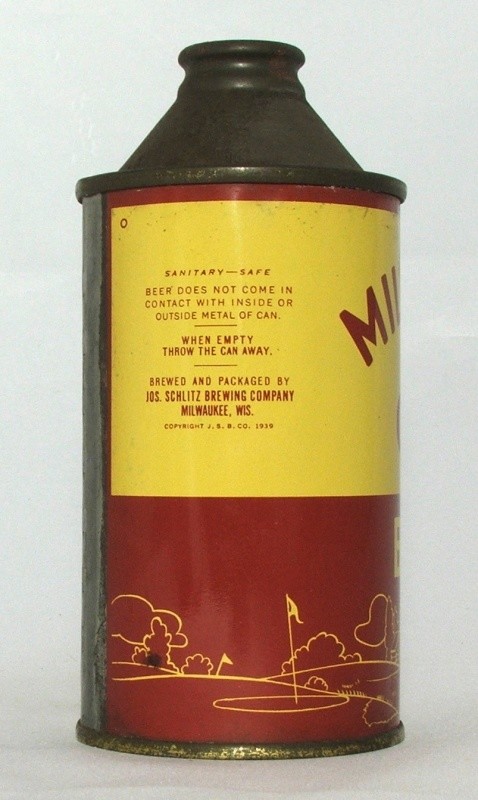 SANITARY—SAFE
BEER DOES NOT COME IN
CONTACT WITH INSIDE OR
OUTSIDE METAL OF CAN.
WHEN EMPTY
THROW THE CAN AWAY.
BREWED AND PACKAGED BY
JOS. SCHLITZ BREWING COMPANY
MILWAUKEE, WIS.
COPYRIGHT J. S. B. CO. 1939